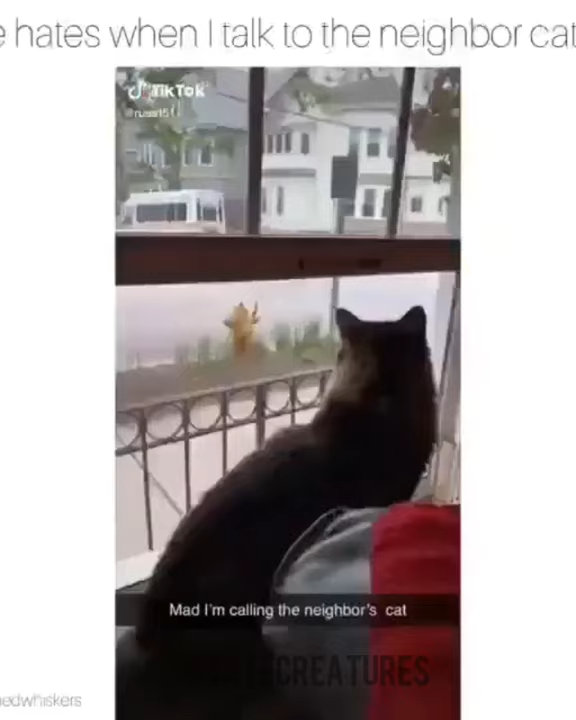 e hates when I talk to the neighbor cat
TikTok
Mad I'm calling the neighbor's cat
CREATURES
edwhiskers